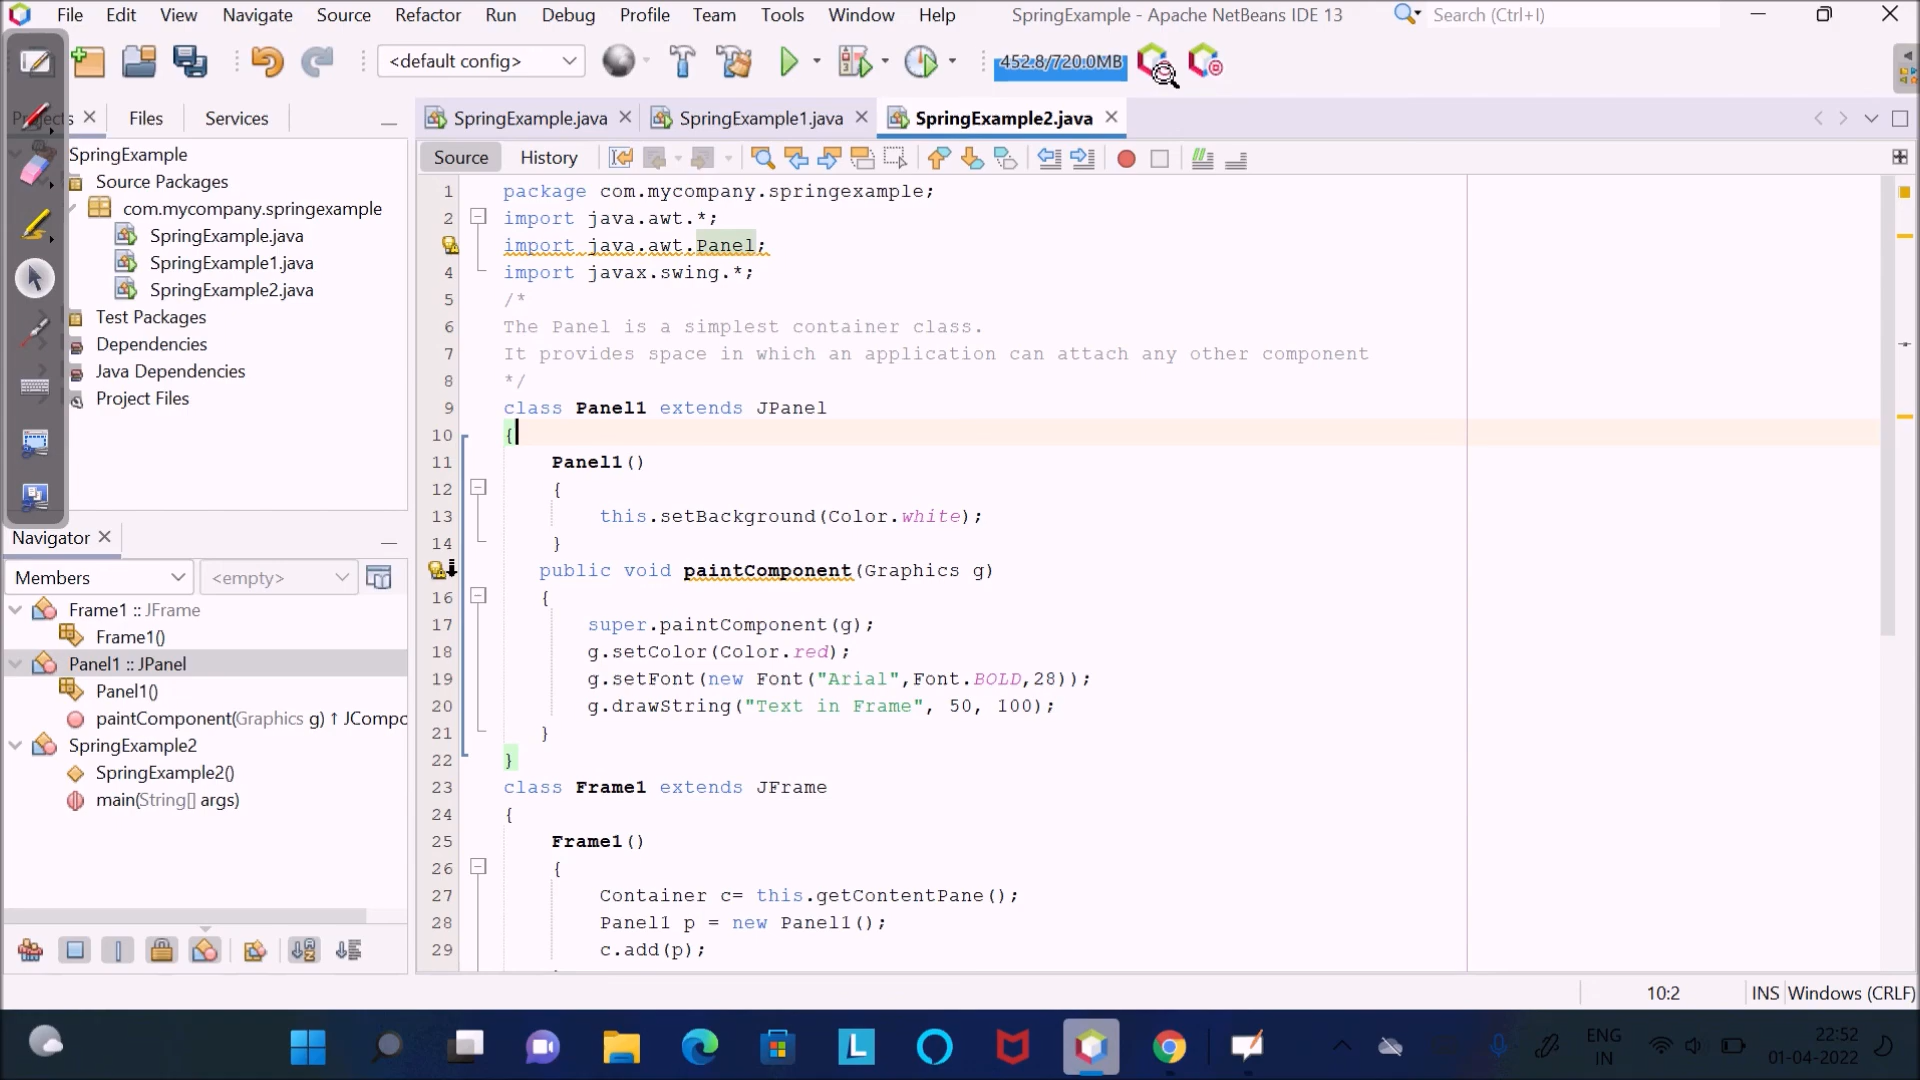 File Edit View Navigate Source Refactor Run Debug Profile Team Tools Window Help SpringExample - Apache NetBeans IDE 13 Search (Ctrl+I)
<default config> 452.8/720.0MB
Projects Files Services
SpringExample.java SpringExample1.java SpringExample2.java
Source History
SpringExample
Source Packages
com.mycompany.springexample
SpringExample.java
SpringExample1.java
SpringExample2.java
Test Packages
Dependencies
Java Dependencies
Project Files
Navigator
Members <empty>
Frame1 :: JFrame
Frame1()
Panel1 :: JPanel
Panel1()
paintComponent(Graphics g) ↑ JCompo
SpringExample2
SpringExample2()
main(String[] args)
1 package com.mycompany.springexample;
2 import java.awt.*;
import java.awt.Panel;
4 import javax.swing.*;
5 /*
6 The Panel is a simplest container class.
7 It provides space in which an application can attach any other component
8 */
9 class Panel1 extends JPanel
10 {
11 Panel1()
12 {
13 this.setBackground(Color.white);
14 }
public void paintComponent(Graphics g)
16 {
17 super.paintComponent(g);
18 g.setColor(Color.red);
19 g.setFont(new Font("Arial",Font.BOLD,28));
20 g.drawString("Text in Frame", 50, 100);
21 }
22 }
23 class Frame1 extends JFrame
24 {
25 Frame1()
26 {
27 Container c= this.getContentPane();
28 Panel1 p = new Panel1();
29 c.add(p);
10:2 INS Windows (CRLF)
L
ENG
IN
22:52
01-04-2022